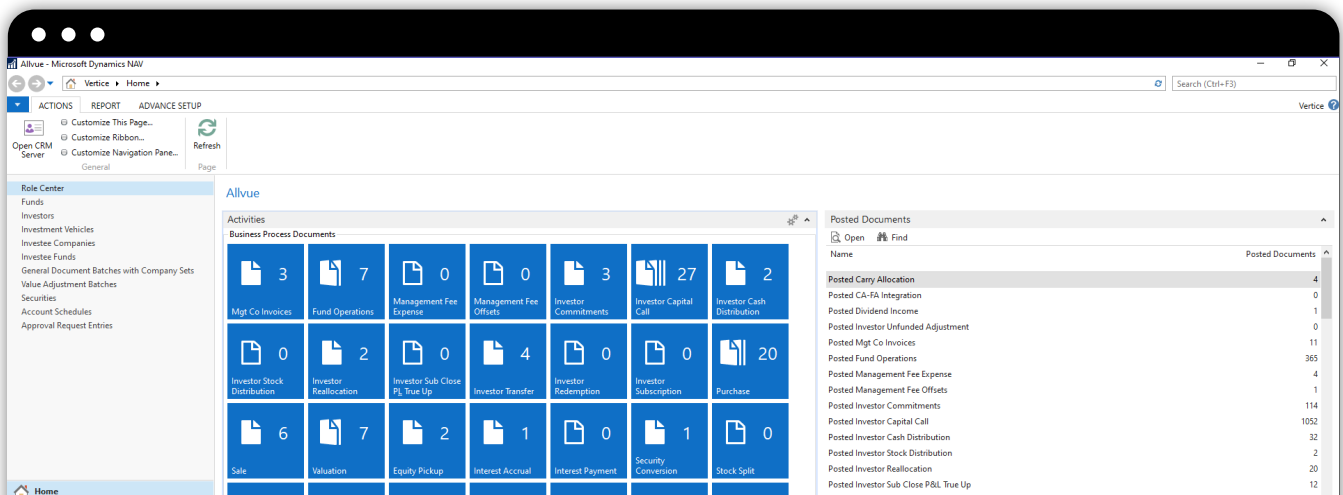 Allvue - Microsoft Dynamics NAV
Vertice Home
Search (Ctrl+F3)
ACTIONS REPORT ADVANCE SETUP
Vertice
Open CRM Server
Customize This Page...
Customize Ribbon...
Customize Navigation Pane...
Refresh
General
Page
Role Center
Funds
Investors
Investment Vehicles
Investee Companies
Investee Funds
General Document Batches with Company Sets
Value Adjustment Batches
Securities
Account Schedules
Approval Request Entries
Home
Allvue
Activities
Business Process Documents
3 Mgt Co Invoices
7 Fund Operations
0 Management Fee Expense
0 Management Fee Offsets
3 Investor Commitments
27 Investor Capital Call
2 Investor Cash Distribution
0 Investor Stock Distribution
2 Investor Reallocation
0 Investor Sub Close PL True Up
4 Investor Transfer
0 Investor Redemption
0 Investor Subscription
20 Purchase
6 Sale
7 Valuation
2 Equity Pickup
1 Interest Accrual
0 Interest Payment
1 Security Conversion
0 Stock Split
Posted Documents
Open Find
Name Posted Documents
Posted Carry Allocation 4
Posted CA-FA Integration 0
Posted Dividend Income 1
Posted Investor Unfunded Adjustment 0
Posted Mgt Co Invoices 11
Posted Fund Operations 365
Posted Management Fee Expense 4
Posted Management Fee Offsets 1
Posted Investor Commitments 114
Posted Investor Capital Call 1052
Posted Investor Cash Distribution 32
Posted Investor Stock Distribution 2
Posted Investor Reallocation 20
Posted Investor Sub Close P&L True Up 12